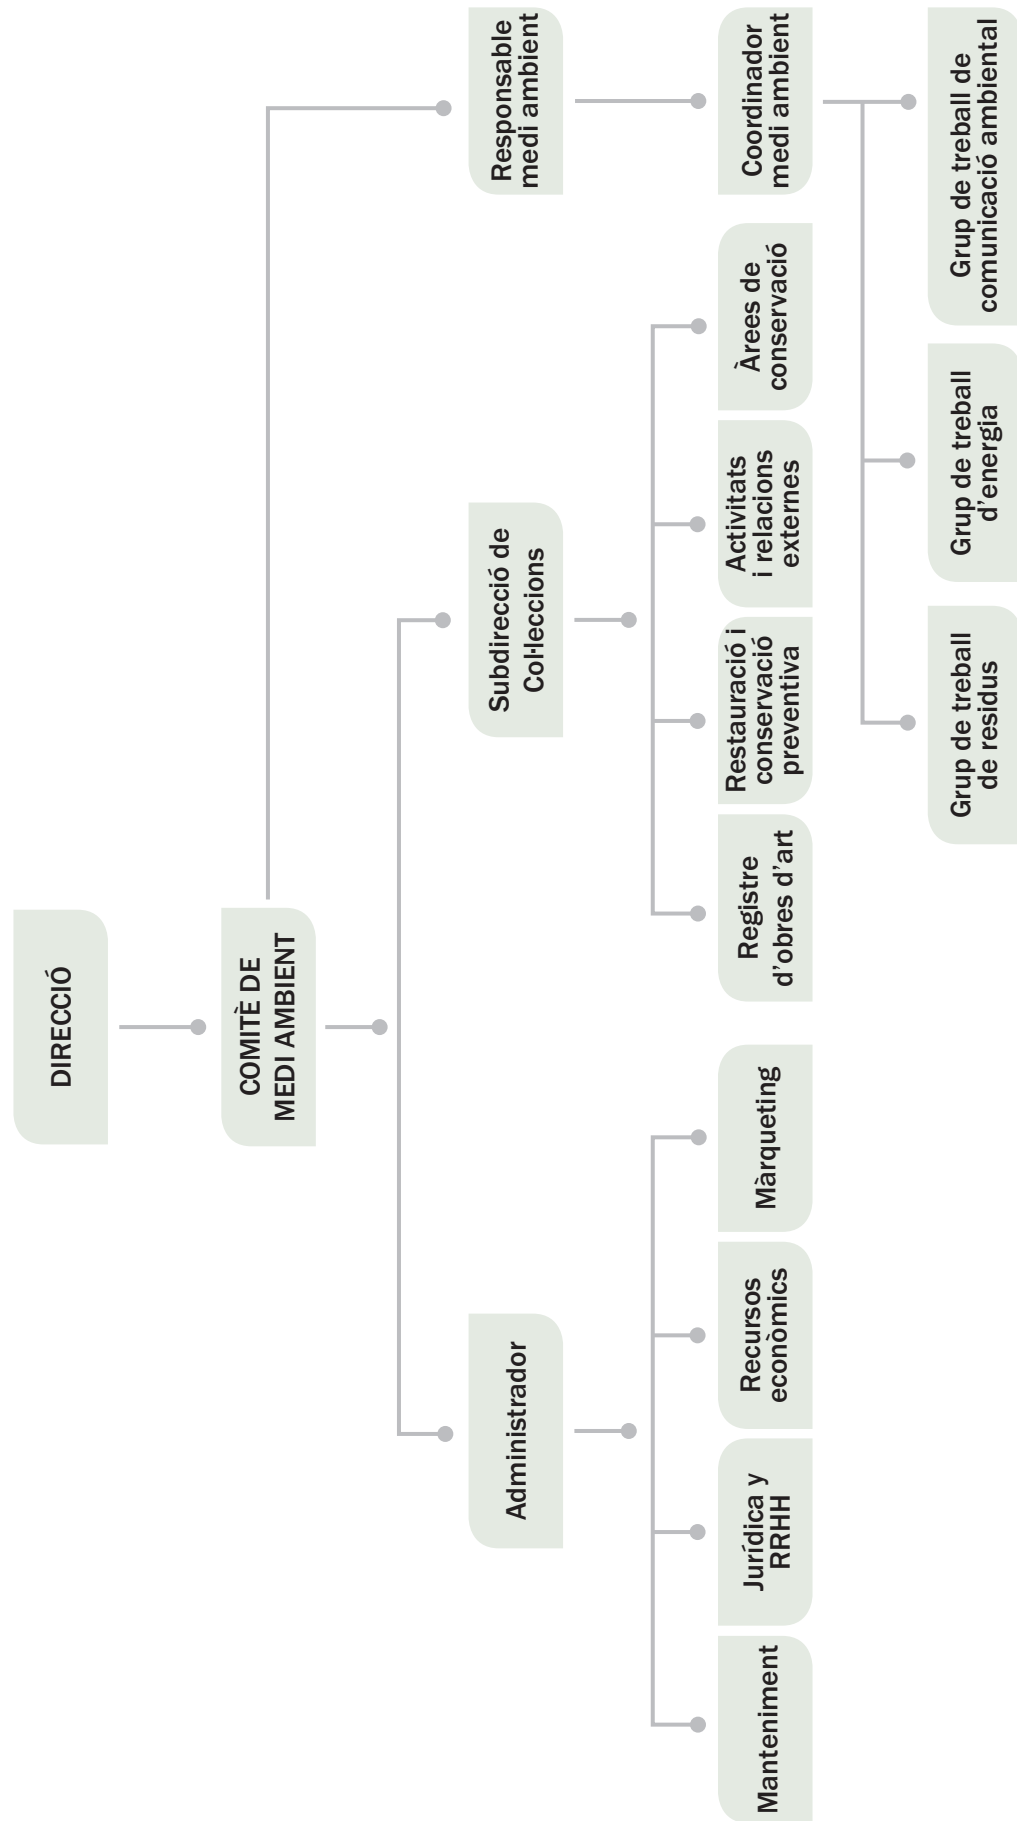 DIRECCIÓ
COMITÈ DE
MEDI AMBIENT
Administrador
Subdirecció de
Col·leccions
Responsable
medi ambient
Manteniment
Jurídica y
RRHH
Recursos
econòmics
Màrqueting
Registre
d’obres d’art
Restauració i
conservació
preventiva
Activitats
i relacions
externes
Àrees de
conservació
Coordinador
medi ambient
Grup de treball
de residus
Grup de treball
d’energia
Grup de treball de
comunicació ambiental